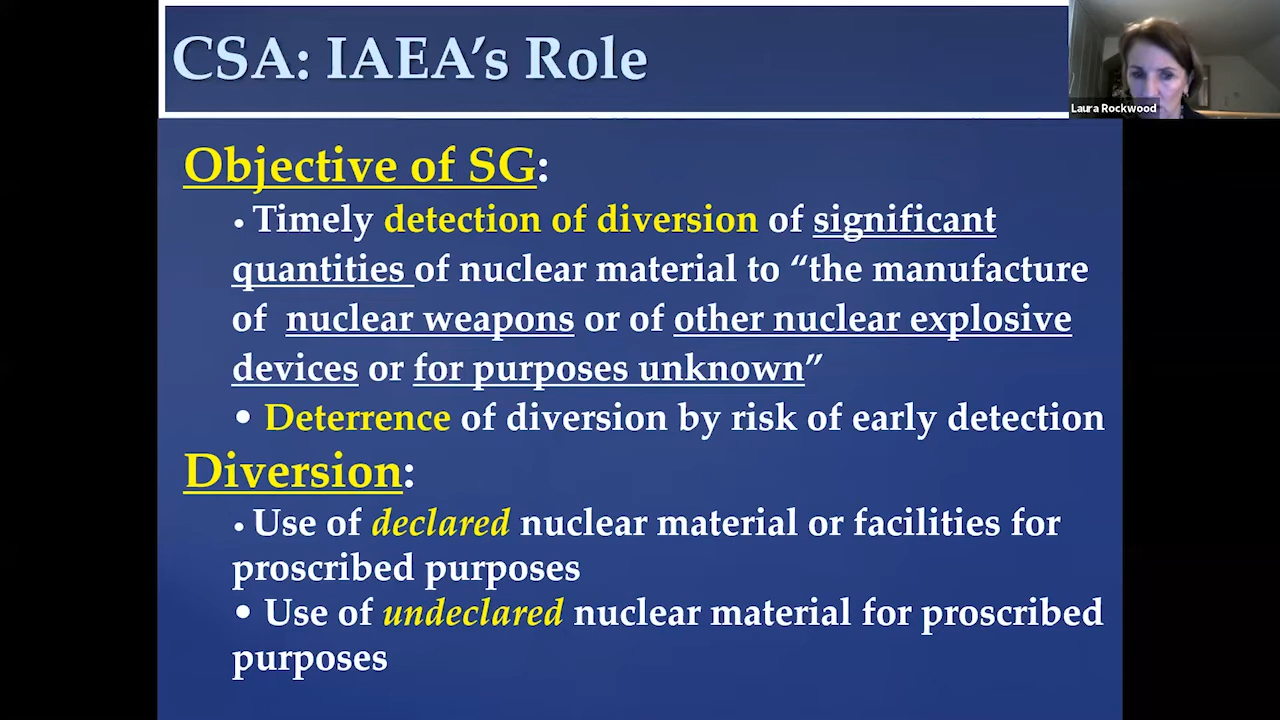 CSA: IAEA's Role
Laura Rockwood
Objective of SG:
• Timely detection of diversion of significant
quantities of nuclear material to “the manufacture
of nuclear weapons or of other nuclear explosive
devices or for purposes unknown”
• Deterrence of diversion by risk of early detection
Diversion:
• Use of declared nuclear material or facilities for
proscribed purposes
• Use of undeclared nuclear material for proscribed
purposes